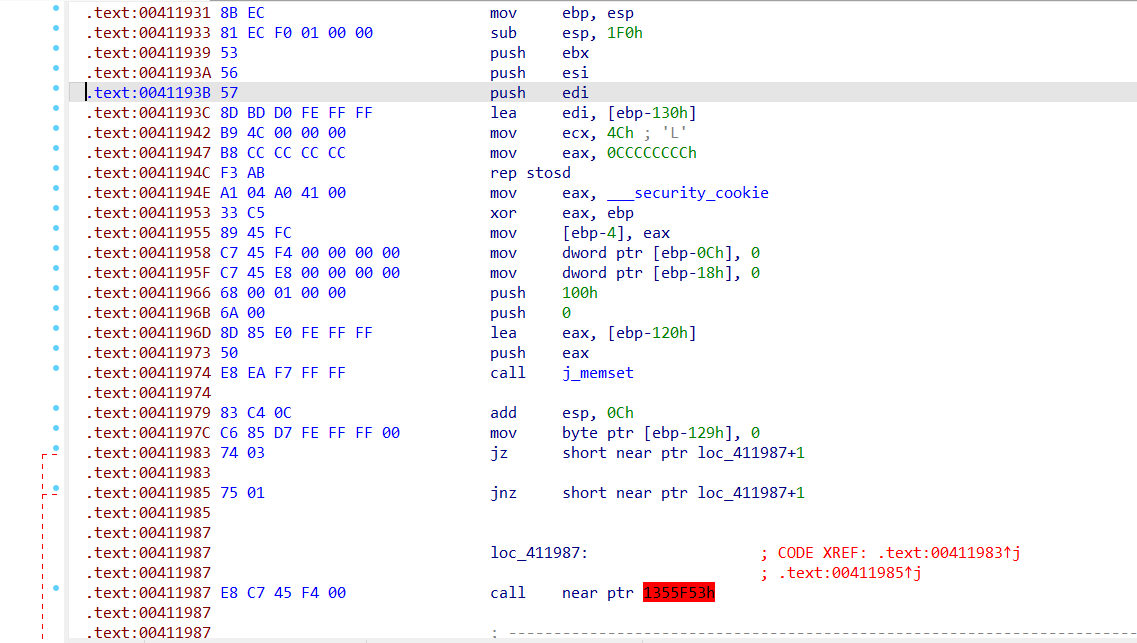 .text:00411931 8B EC mov ebp, esp
.text:00411933 81 EC F0 01 00 00 sub esp, 1F0h
.text:00411939 53 push ebx
.text:0041193A 56 push esi
.text:0041193B 57 push edi
.text:0041193C 8D BD D0 FE FF FF lea edi, [ebp-130h]
.text:00411942 B9 4C 00 00 00 mov ecx, 4Ch ; 'L'
.text:00411947 B8 CC CC CC CC mov eax, 0CCCCCCCCh
.text:0041194C F3 AB rep stosd
.text:0041194E A1 04 A0 41 00 mov eax, ___security_cookie
.text:00411953 33 C5 xor eax, ebp
.text:00411955 89 45 FC mov [ebp-4], eax
.text:00411958 C7 45 F4 00 00 00 00 mov dword ptr [ebp-0Ch], 0
.text:0041195F C7 45 E8 00 00 00 00 mov dword ptr [ebp-18h], 0
.text:00411966 68 00 01 00 00 push 100h
.text:0041196B 6A 00 push 0
.text:0041196D 8D 85 E0 FE FF FF lea eax, [ebp-120h]
.text:00411973 50 push eax
.text:00411974 E8 EA F7 FF FF call j_memset
.text:00411974
.text:00411979 83 C4 0C add esp, 0Ch
.text:0041197C C6 85 D7 FE FF FF 00 mov byte ptr [ebp-129h], 0
.text:00411983 74 03 jz short near ptr loc_411987+1
.text:00411983
.text:00411985 75 01 jnz short near ptr loc_411987+1
.text:00411985
.text:00411987
.text:00411987 loc_411987: ; CODE XREF: .text:00411983↑j
.text:00411987 ; .text:00411985↑j
.text:00411987 E8 C7 45 F4 00 call near ptr 1355F53h
.text:00411987
.text:00411987 ; ---------------------------------------------------------------------------